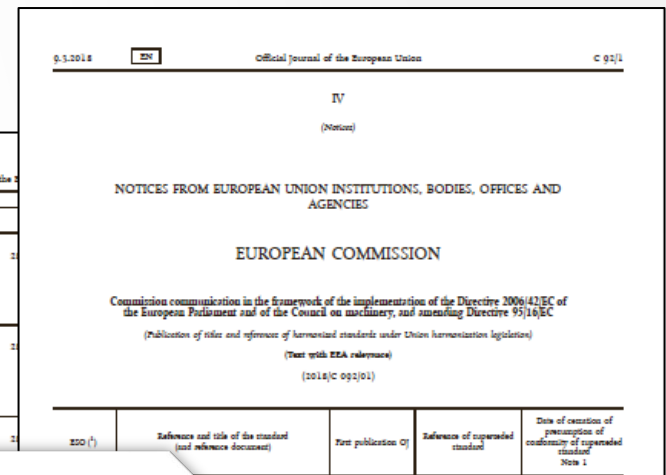 9.3.2018 EN Official Journal of the European Union C 92/1
IV
(Notices)
NOTICES FROM EUROPEAN UNION INSTITUTIONS, BODIES, OFFICES AND
AGENCIES
EUROPEAN COMMISSION
Commission communication in the framework of the implementation of the Directive 2006/42/EC of
the European Parliament and of the Council on machinery, and amending Directive 95/16/EC
(Publication of titles and references of harmonised standards under Union harmonisation legislation)
(Text with EEA relevance)
(2018/C 092/01)
ESO (1)
Reference and title of the standard
(and reference document)
First publication OJ
Reference of superseded
standard
Date of cessation of
presumption of
conformity of superseded
standard
Note 1
the